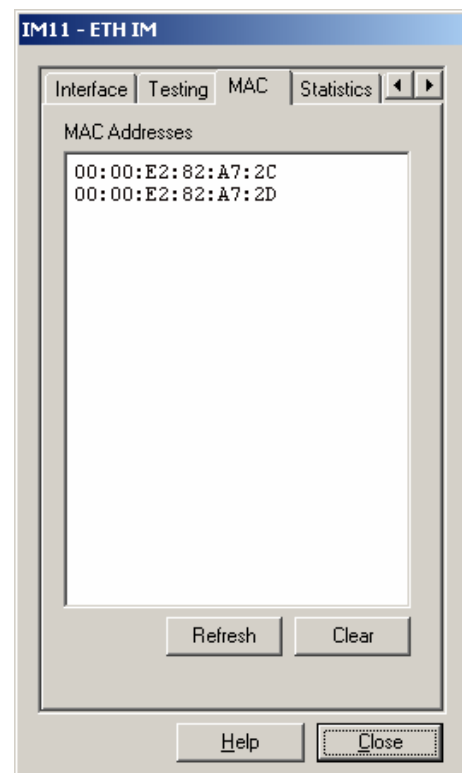 IM11 - ETH IM
Interface Testing MAC Statistics
MAC Addresses
00:00:E2:82:A7:2C
00:00:E2:82:A7:2D
Refresh Clear
Help Close